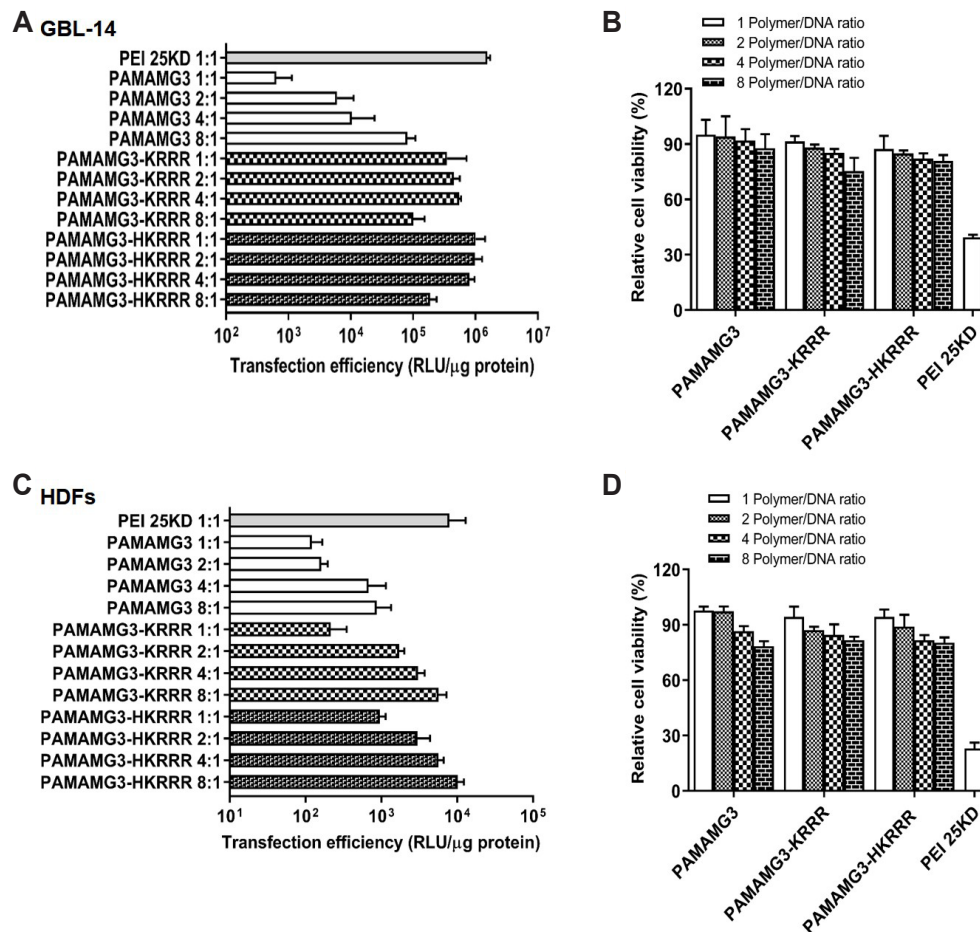 A GBL-14
PEI 25KD 1:1
PAMAMG3 1:1
PAMAMG3 2:1
PAMAMG3 4:1
PAMAMG3 8:1
PAMAMG3-KRRR 1:1
PAMAMG3-KRRR 2:1
PAMAMG3-KRRR 4:1
PAMAMG3-KRRR 8:1
PAMAMG3-HKRRR 1:1
PAMAMG3-HKRRR 2:1
PAMAMG3-HKRRR 4:1
PAMAMG3-HKRRR 8:1
10² 10³ 10⁴ 10⁵ 10⁶ 10⁷
Transfection efficiency (RLU/μg protein)
B
1 Polymer/DNA ratio
2 Polymer/DNA ratio
4 Polymer/DNA ratio
8 Polymer/DNA ratio
Relative cell viability (%)
120
90
60
30
0
PAMAMG3
PAMAMG3-KRRR
PAMAMG3-HKRRR
PEI 25KD
C HDFs
PEI 25KD 1:1
PAMAMG3 1:1
PAMAMG3 2:1
PAMAMG3 4:1
PAMAMG3 8:1
PAMAMG3-KRRR 1:1
PAMAMG3-KRRR 2:1
PAMAMG3-KRRR 4:1
PAMAMG3-KRRR 8:1
PAMAMG3-HKRRR 1:1
PAMAMG3-HKRRR 2:1
PAMAMG3-HKRRR 4:1
PAMAMG3-HKRRR 8:1
10¹ 10² 10³ 10⁴ 10⁵
Transfection efficiency (RLU/μg protein)
D
1 Polymer/DNA ratio
2 Polymer/DNA ratio
4 Polymer/DNA ratio
8 Polymer/DNA ratio
Relative cell viability (%)
120
90
60
30
0
PAMAMG3
PAMAMG3-KRRR
PAMAMG3-HKRRR
PEI 25KD